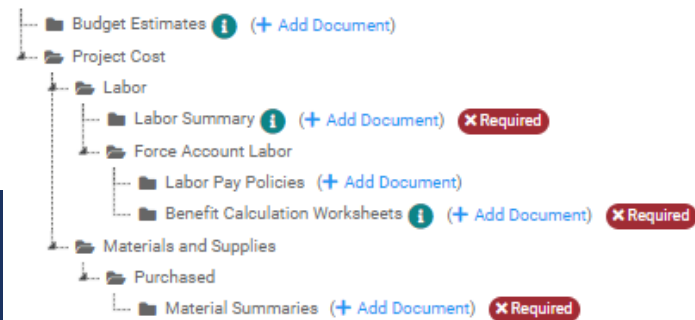 Budget Estimates i (+ Add Document)
Project Cost
Labor
Labor Summary i (+ Add Document) × Required
Force Account Labor
Labor Pay Policies (+ Add Document)
Benefit Calculation Worksheets i (+ Add Document) × Required
Materials and Supplies
Purchased
Material Summaries (+ Add Document) × Required